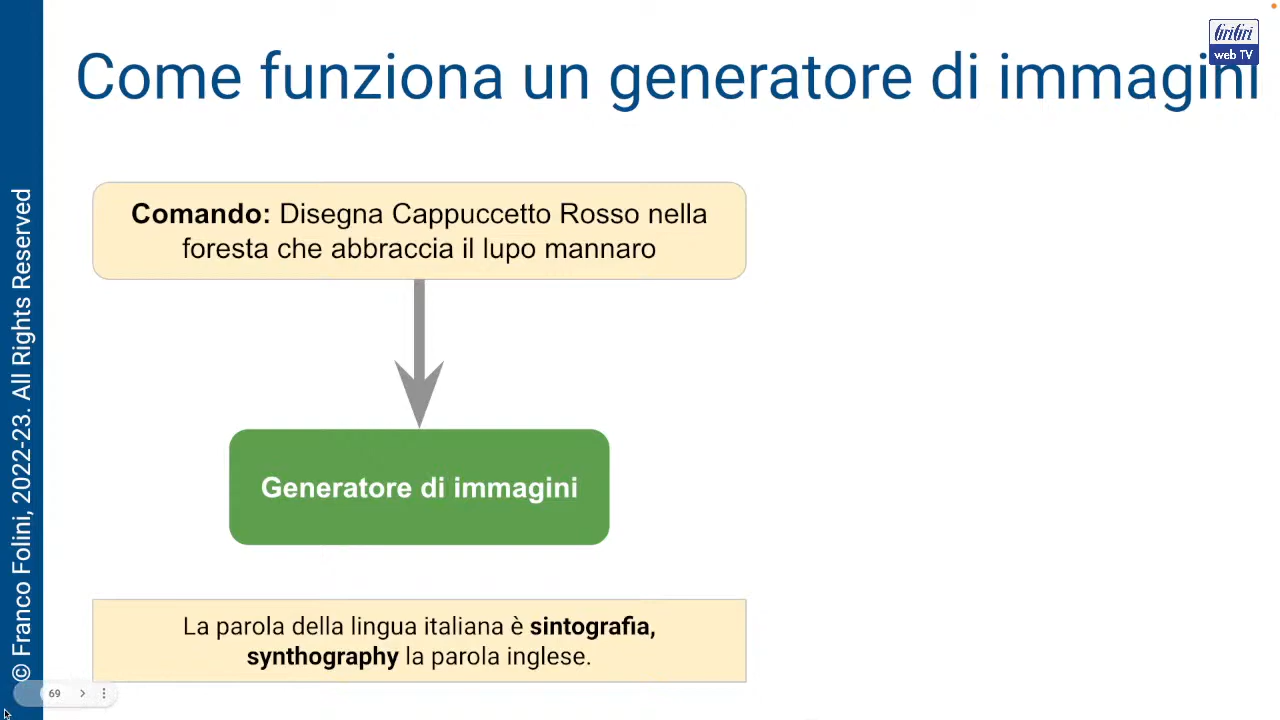 Come funziona un generatore di immagini
BriBri
web TV
Comando: Disegna Cappuccetto Rosso nella
foresta che abbraccia il lupo mannaro
Generatore di immagini
La parola della lingua italiana è sintografia,
synthography la parola inglese.
© Franco Folini, 2022-23. All Rights Reserved
69